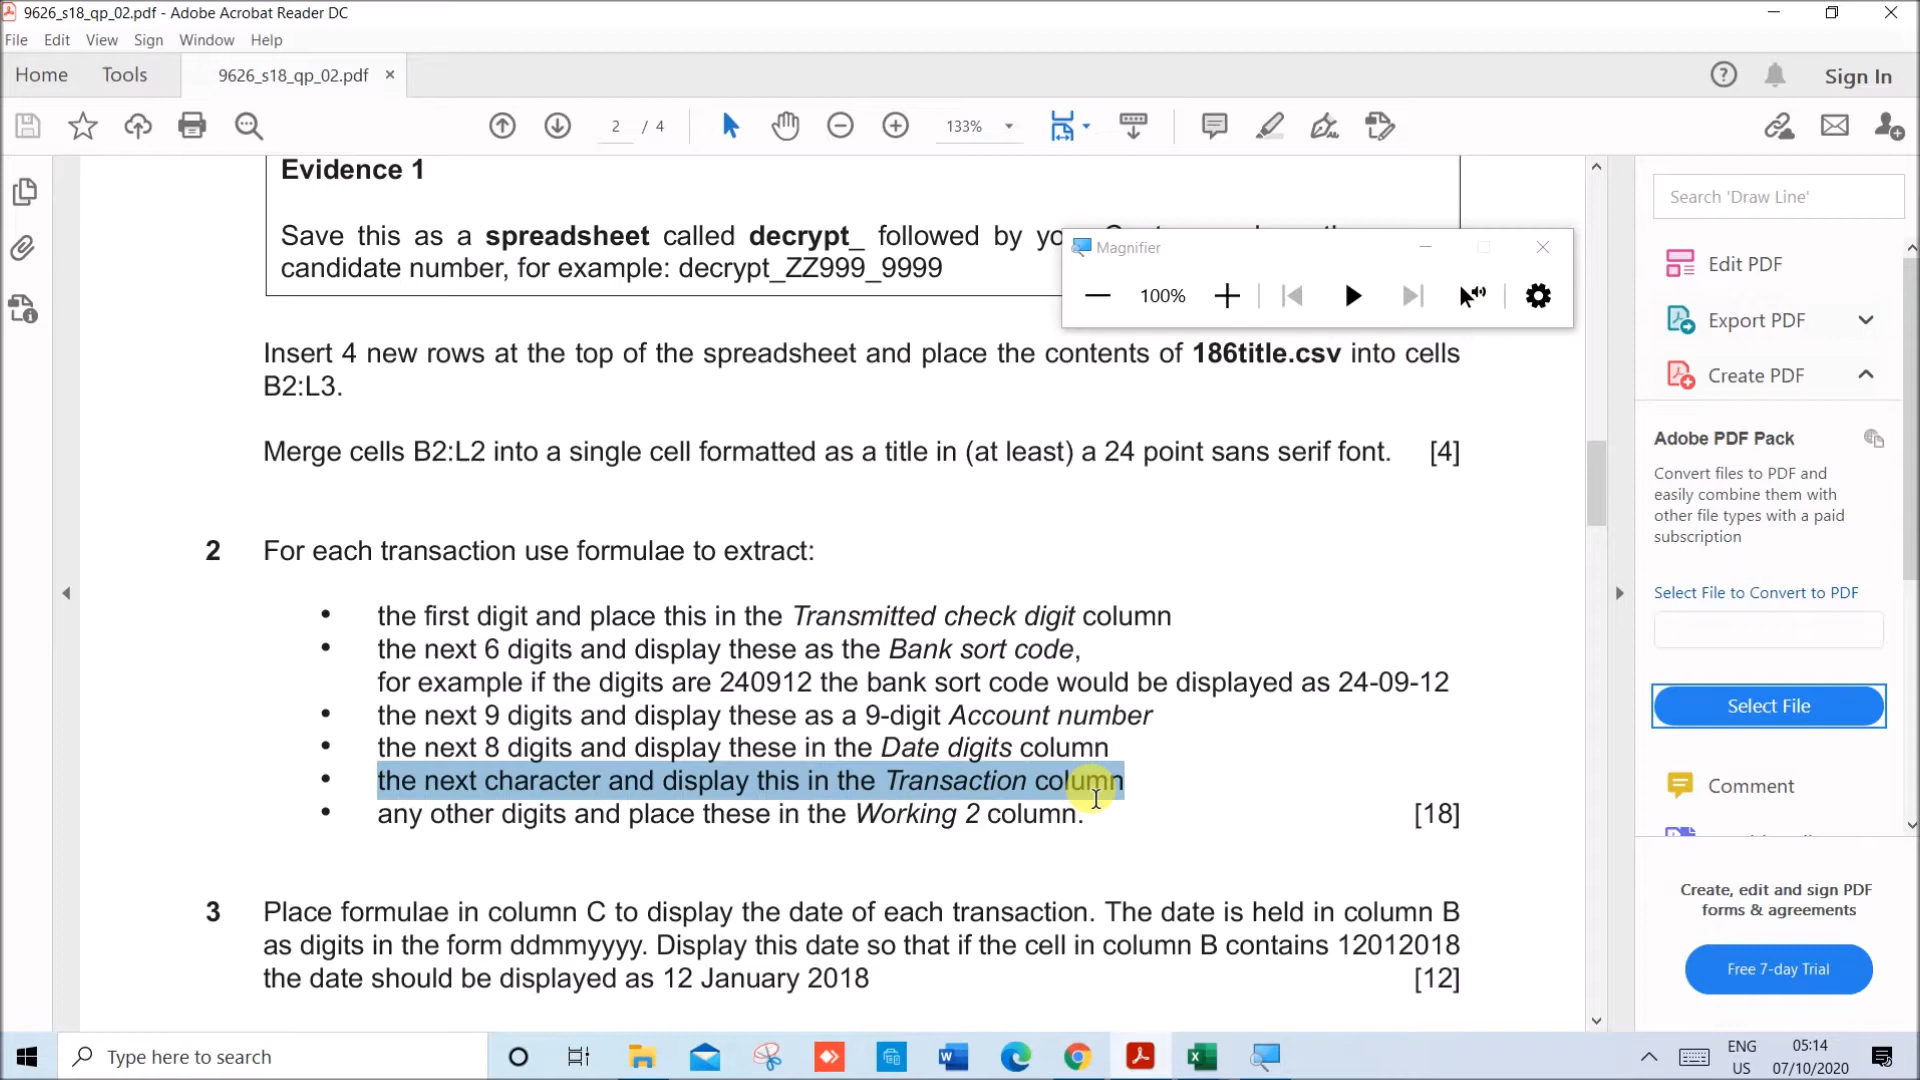 9626_s18_qp_02.pdf - Adobe Acrobat Reader DC
File Edit View Sign Window Help
Home Tools 9626_s18_qp_02.pdf × Sign In
2 / 4 133%
Evidence 1
Save this as a spreadsheet called decrypt_ followed by
candidate number, for example: decrypt_ZZ999_9999
Magnifier
100%
Insert 4 new rows at the top of the spreadsheet and place the contents of 186title.csv into cells
B2:L3.
Merge cells B2:L2 into a single cell formatted as a title in (at least) a 24 point sans serif font. [4]
2 For each transaction use formulae to extract:
• the first digit and place this in the Transmitted check digit column
• the next 6 digits and display these as the Bank sort code,
for example if the digits are 240912 the bank sort code would be displayed as 24-09-12
• the next 9 digits and display these as a 9-digit Account number
• the next 8 digits and display these in the Date digits column
• the next character and display this in the Transaction column
• any other digits and place these in the Working 2 column. [18]
3 Place formulae in column C to display the date of each transaction. The date is held in column B
as digits in the form ddmmyyyy. Display this date so that if the cell in column B contains 12012018
the date should be displayed as 12 January 2018 [12]
Search 'Draw Line'
Edit PDF
Export PDF
Create PDF
Adobe PDF Pack
Convert files to PDF and
easily combine them with
other file types with a paid
subscription
Select File to Convert to PDF
Select File
Comment
Create, edit and sign PDF
forms & agreements
Free 7-day Trial
Type here to search
ENG
US
05:14
07/10/2020